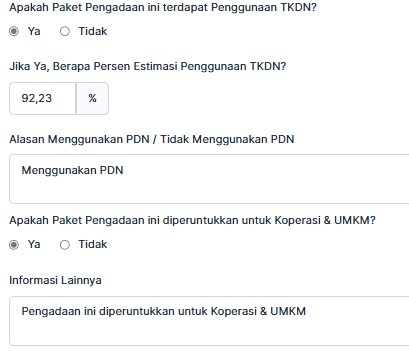 Apakah Paket Pengadaan ini terdapat Penggunaan TKDN?
Ya Tidak
Jika Ya, Berapa Persen Estimasi Penggunaan TKDN?
92,23 %
Alasan Menggunakan PDN / Tidak Menggunakan PDN
Menggunakan PDN
Apakah Paket Pengadaan ini diperuntukkan untuk Koperasi & UMKM?
Ya Tidak
Informasi Lainnya
Pengadaan ini diperuntukkan untuk Koperasi & UMKM